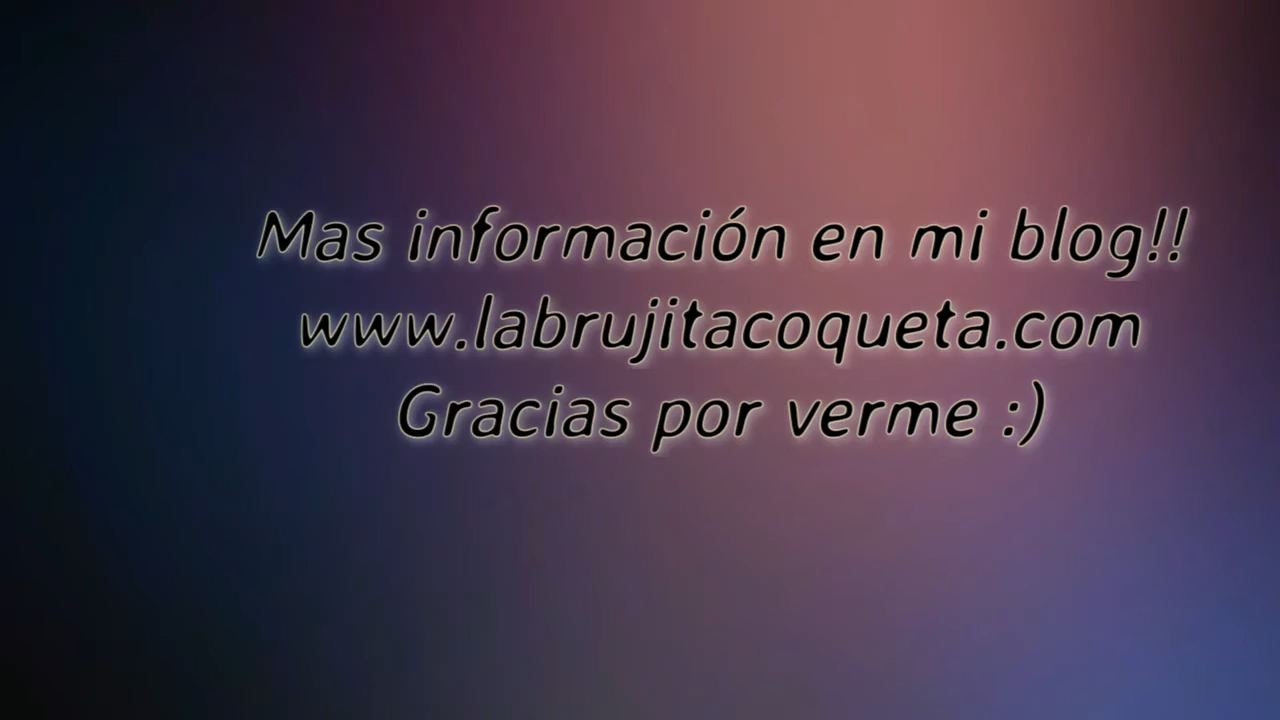 Mas información en mi blog!!
www.labrujitacoqueta.com
Gracias por verme :)